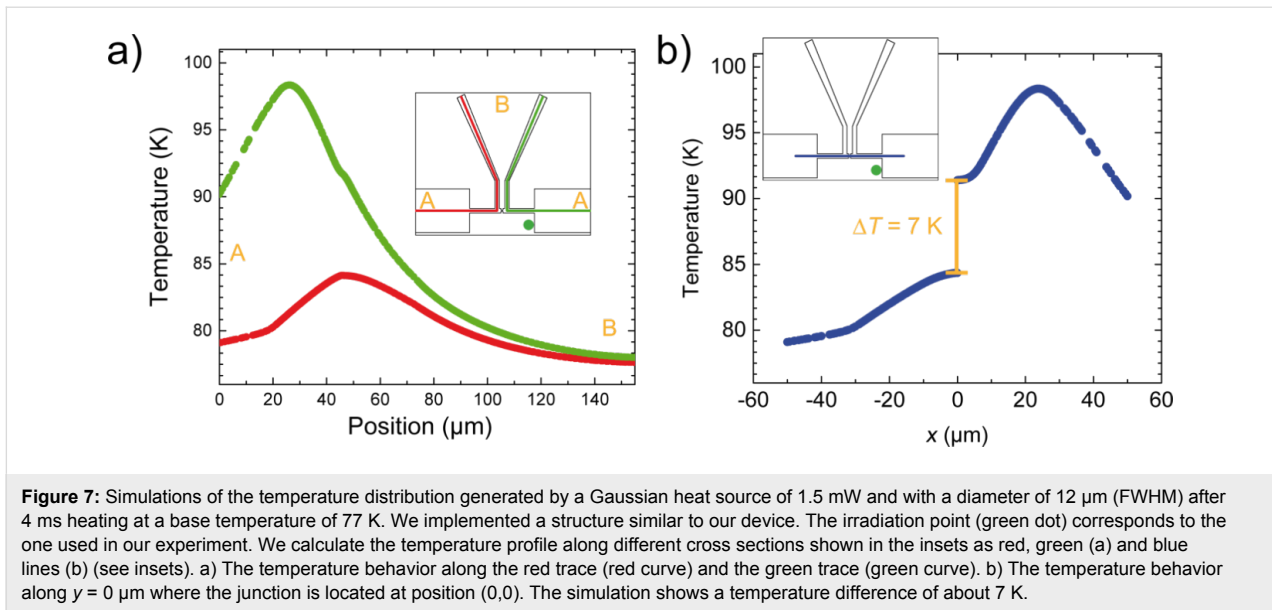 a)
100
95
90
85
80
Temperature (K)
A
B
B
A
A
0
20
40
60
80
100
120
140
Position (µm)
b)
100
95
90
85
80
Temperature (K)
ΔT = 7 K
-60
-40
-20
0
20
40
60
x (µm)
Figure 7: Simulations of the temperature distribution generated by a Gaussian heat source of 1.5 mW and with a diameter of 12 µm (FWHM) after
4 ms heating at a base temperature of 77 K. We implemented a structure similar to our device. The irradiation point (green dot) corresponds to the
one used in our experiment. We calculate the temperature profile along different cross sections shown in the insets as red, green (a) and blue
lines (b) (see insets). a) The temperature behavior along the red trace (red curve) and the green trace (green curve). b) The temperature behavior
along y = 0 µm where the junction is located at position (0,0). The simulation shows a temperature difference of about 7 K.